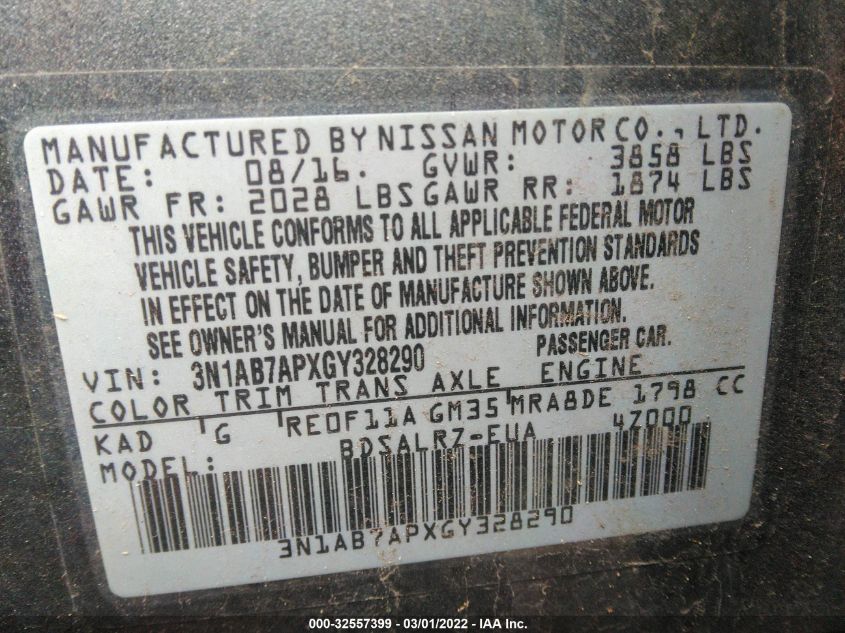 MANUFACTURED BY NISSAN MOTOR CO., LTD.
DATE: 08/16. GVWR: 3858 LBS
GAWR FR: 2028 LBS GAWR RR: 1874 LBS
THIS VEHICLE CONFORMS TO ALL APPLICABLE FEDERAL MOTOR
VEHICLE SAFETY, BUMPER AND THEFT PREVENTION STANDARDS
IN EFFECT ON THE DATE OF MANUFACTURE SHOWN ABOVE.
SEE OWNER'S MANUAL FOR ADDITIONAL INFORMATION.
VIN: 3N1AB7APXGY328290 PASSENGER CAR.
COLOR TRIM TRANS AXLE ENGINE
KAD G RE0F11A GM35 MRA8DE 1798 CC
MODEL: BDSALRZ-EUA 4Z000
3N1AB7APXGY328290
000-32557399 - 03/01/2022 - IAA Inc.